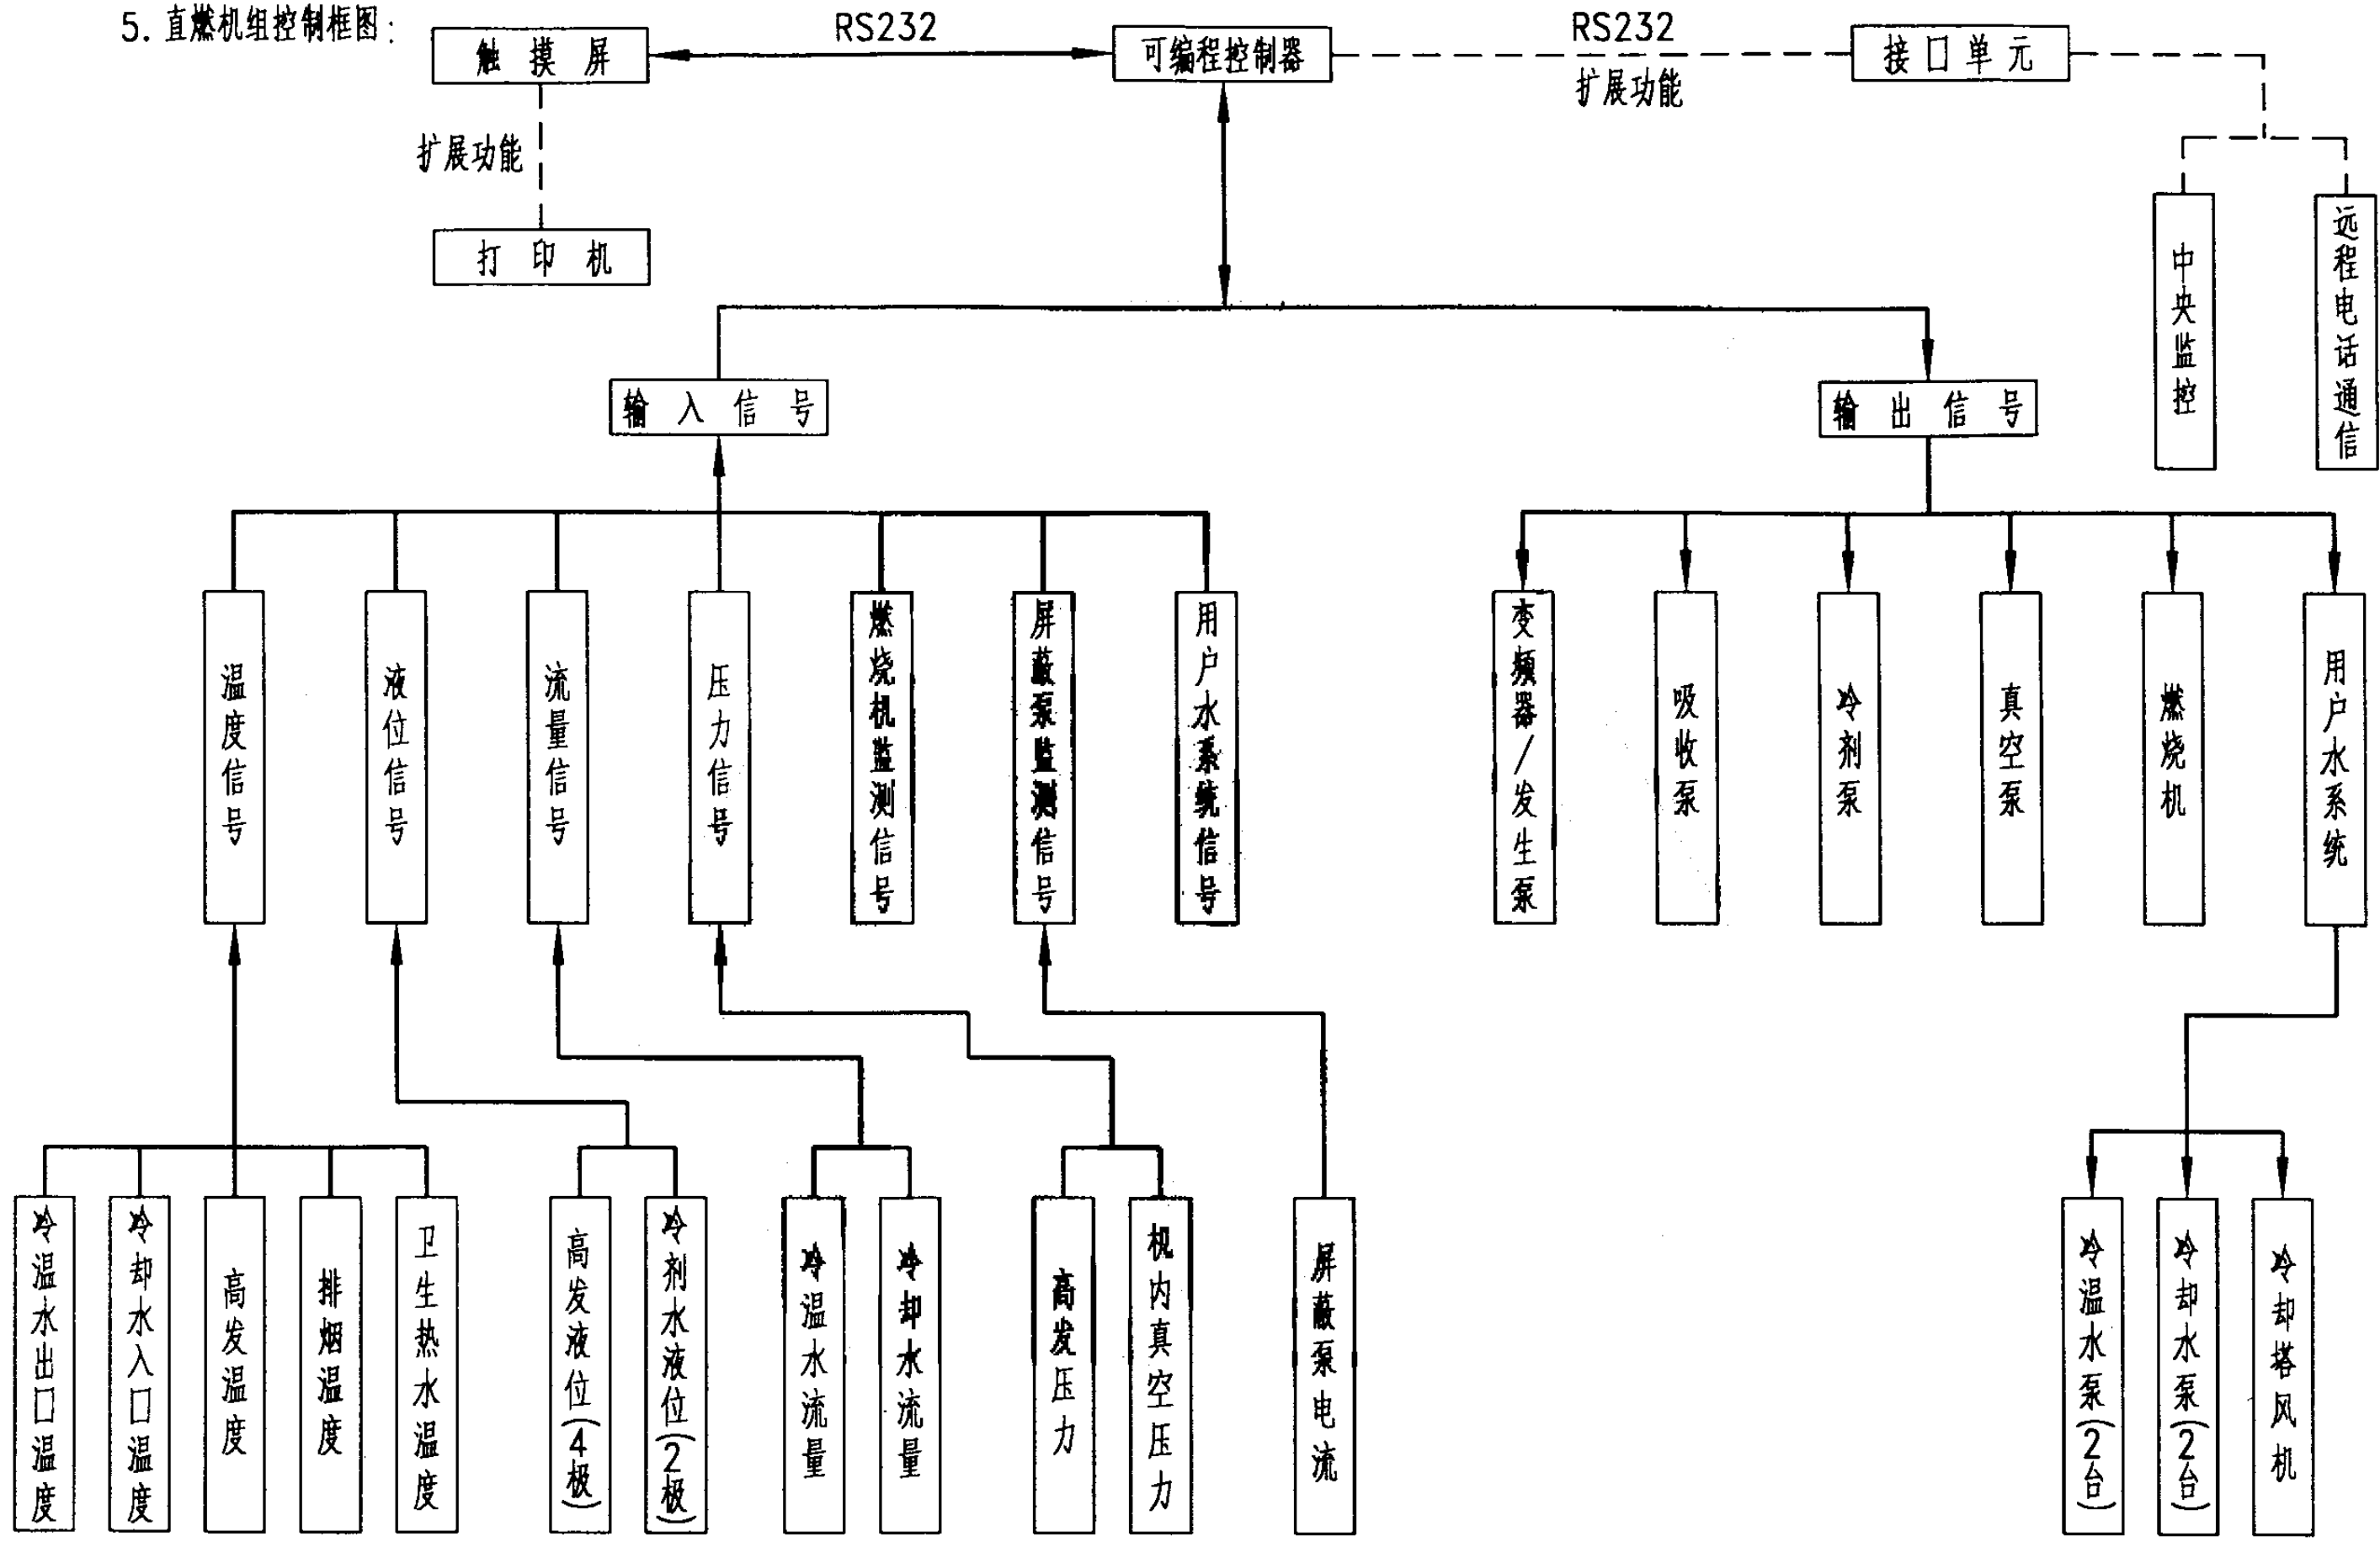 5. 直燃机组控制框图:
触摸屏
RS232
可编程控制器
RS232
扩展功能
接口单元
扩展功能
打印机
中央监控
远程电话通信
输入信号
输出信号
温度信号
液位信号
流量信号
压力信号
燃烧机监测信号
屏蔽泵监测信号
用户水系统信号
变频器/发生泵
吸收泵
冷剂泵
真空泵
燃烧机
用户水系统
冷温水出口温度
冷却水入口温度
高发温度
排烟温度
卫生热水温度
高发液位(4极)
冷剂水液位(2极)
冷温水流量
冷却水流量
高发压力
机内真空压力
屏蔽泵电流
冷温水泵(2台)
冷却水泵(2台)
冷却塔风机